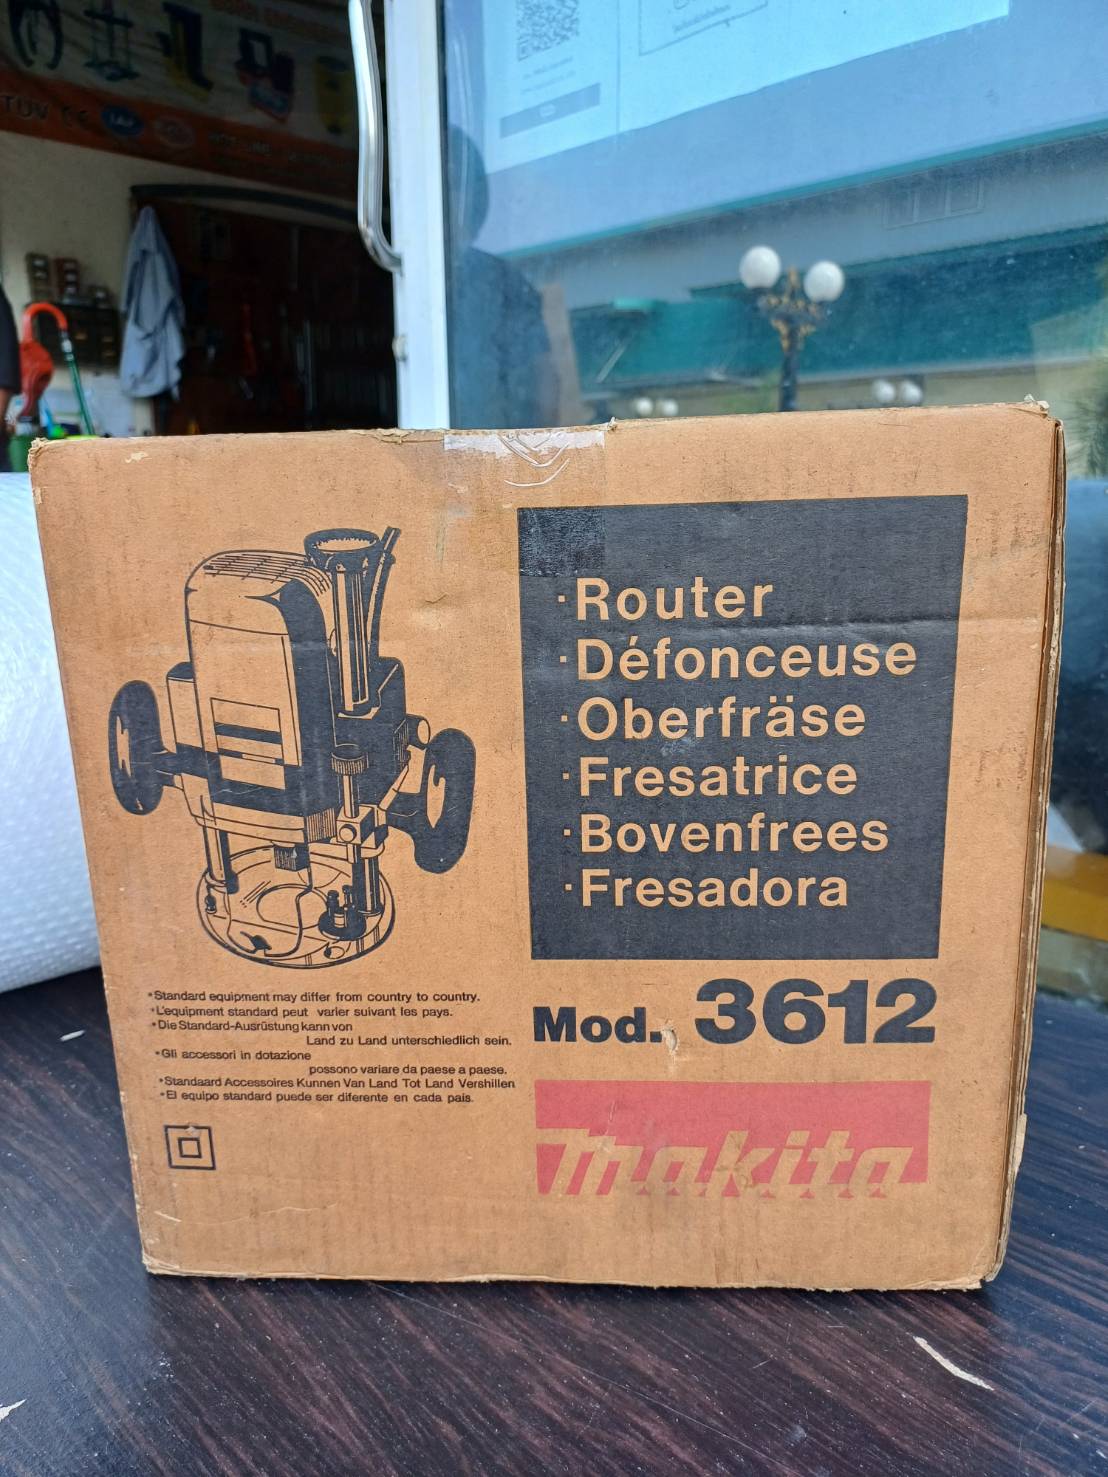 TUV CE
·Router
·Défonceuse
·Oberfräse
·Fresatrice
·Bovenfrees
·Fresadora
Mod. 3612
makita
*Standard equipment may differ from country to country.
*L'equipment standard peut varier suivant les pays.
*Die Standard-Ausrüstung kann von
Land zu Land unterschiedlich sein.
*Gli accessori in dotazione
possono variare da paese a paese.
*Standaard Accessoires Kunnen Van Land Tot Land Vershillen
*El equipo standard puede ser diferente en cada pais.